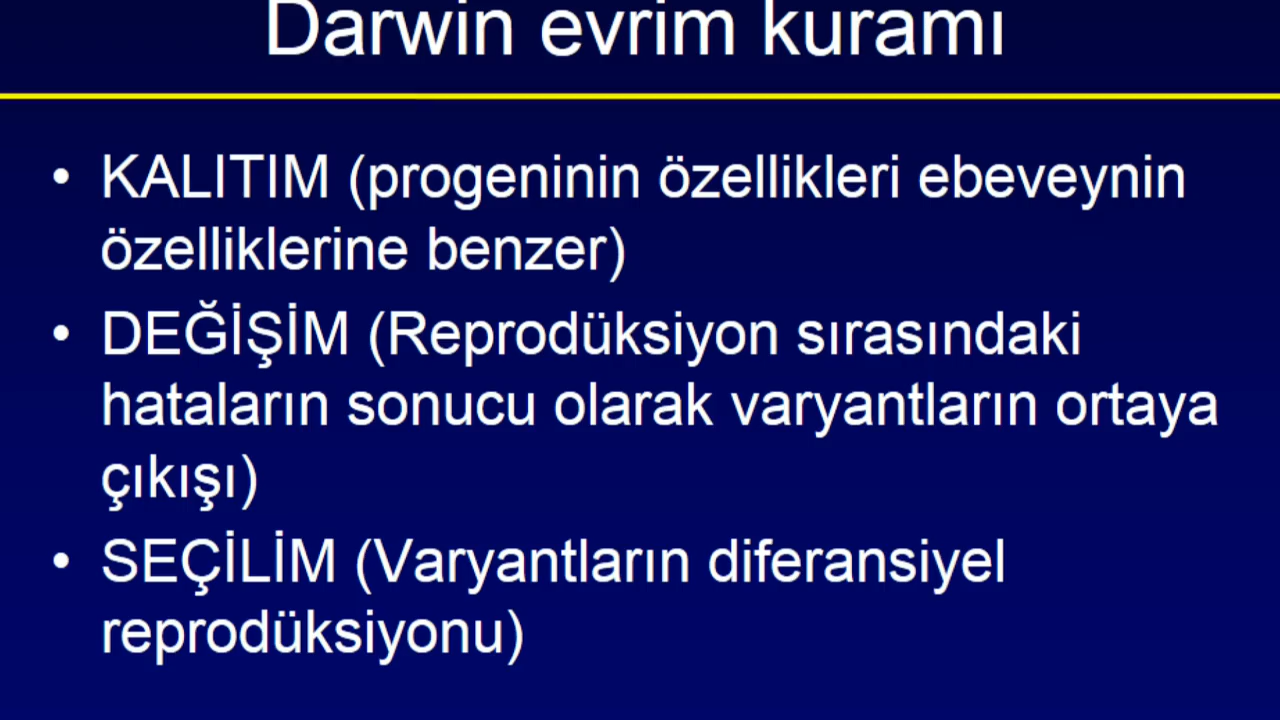 Darwin evrim kuramı
• KALITIM (progeninin özellikleri ebeveynin
özelliklerine benzer)
• DEĞİŞİM (Reprodüksiyon sırasındaki
hataların sonucu olarak varyantların ortaya
çıkışı)
• SEÇİLİM (Varyantların diferansiyel
reprodüksiyonu)